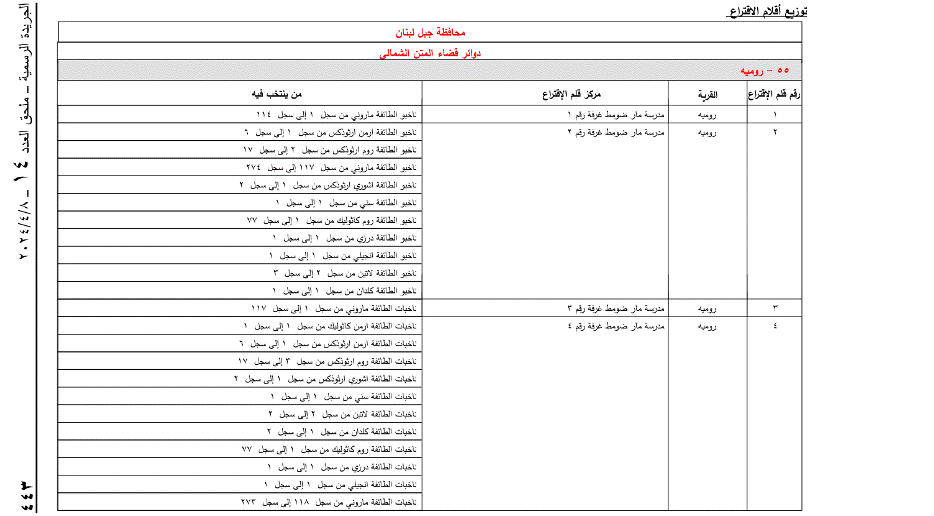 توزيع أقلام الاقتراع
محافظة جبل لبنان
دوائر قضاء المتن الشمالي
٥٥ - روميه
رقم قلم الإقتراع القرية مركز قلم الإقتراع من ينتخب فيه
١ روميه مدرسة مار ضومط غرفة رقم ١ ناخبو الطائفة ماروني من سجل ١ إلى سجل ١١٤
٢ روميه مدرسة مار ضومط غرفة رقم ٢ ناخبو الطائفة ارمن ارثوذكس من سجل ١ إلى سجل ٦
ناخبو الطائفة روم ارثوذكس من سجل ٢ إلى سجل ١٧
ناخبو الطائفة ماروني من سجل ١١٧ إلى سجل ٢٧٤
ناخبو الطائفة اشوري ارثوذكس من سجل ١ إلى سجل ٢
ناخبو الطائفة سني من سجل ١ إلى سجل ١
ناخبو الطائفة روم كاثوليك من سجل ١ إلى سجل ٧٧
ناخبو الطائفة درزي من سجل ١ إلى سجل ١
ناخبو الطائفة انجيلي من سجل ١ إلى سجل ١
ناخبو الطائفة لاتين من سجل ٢ إلى سجل ٣
ناخبو الطائفة كلدان من سجل ١ إلى سجل ١
٣ روميه مدرسة مار ضومط غرفة رقم ٣ ناخبات الطائفة ماروني من سجل ١ إلى سجل ١١٧
٤ روميه مدرسة مار ضومط غرفة رقم ٤ ناخبات الطائفة ارمن كاثوليك من سجل ١ إلى سجل ١
ناخبات الطائفة ارمن ارثوذكس من سجل ١ إلى سجل ٦
ناخبات الطائفة روم ارثوذكس من سجل ٣ إلى سجل ١٧
ناخبات الطائفة اشوري ارثوذكس من سجل ١ إلى سجل ٢
ناخبات الطائفة سني من سجل ١ إلى سجل ١
ناخبات الطائفة لاتين من سجل ٢ إلى سجل ٢
ناخبات الطائفة كلدان من سجل ١ إلى سجل ٢
ناخبات الطائفة روم كاثوليك من سجل ١ إلى سجل ٧٧
ناخبات الطائفة درزي من سجل ١ إلى سجل ١
ناخبات الطائفة انجيلي من سجل ١ إلى سجل ١
ناخبات الطائفة ماروني من سجل ١١٨ إلى سجل ٢٧٣
الجريدة الرسمية – ملحق العدد ١٤ – ٢٠٢٤/٤/٨
٤٤٣